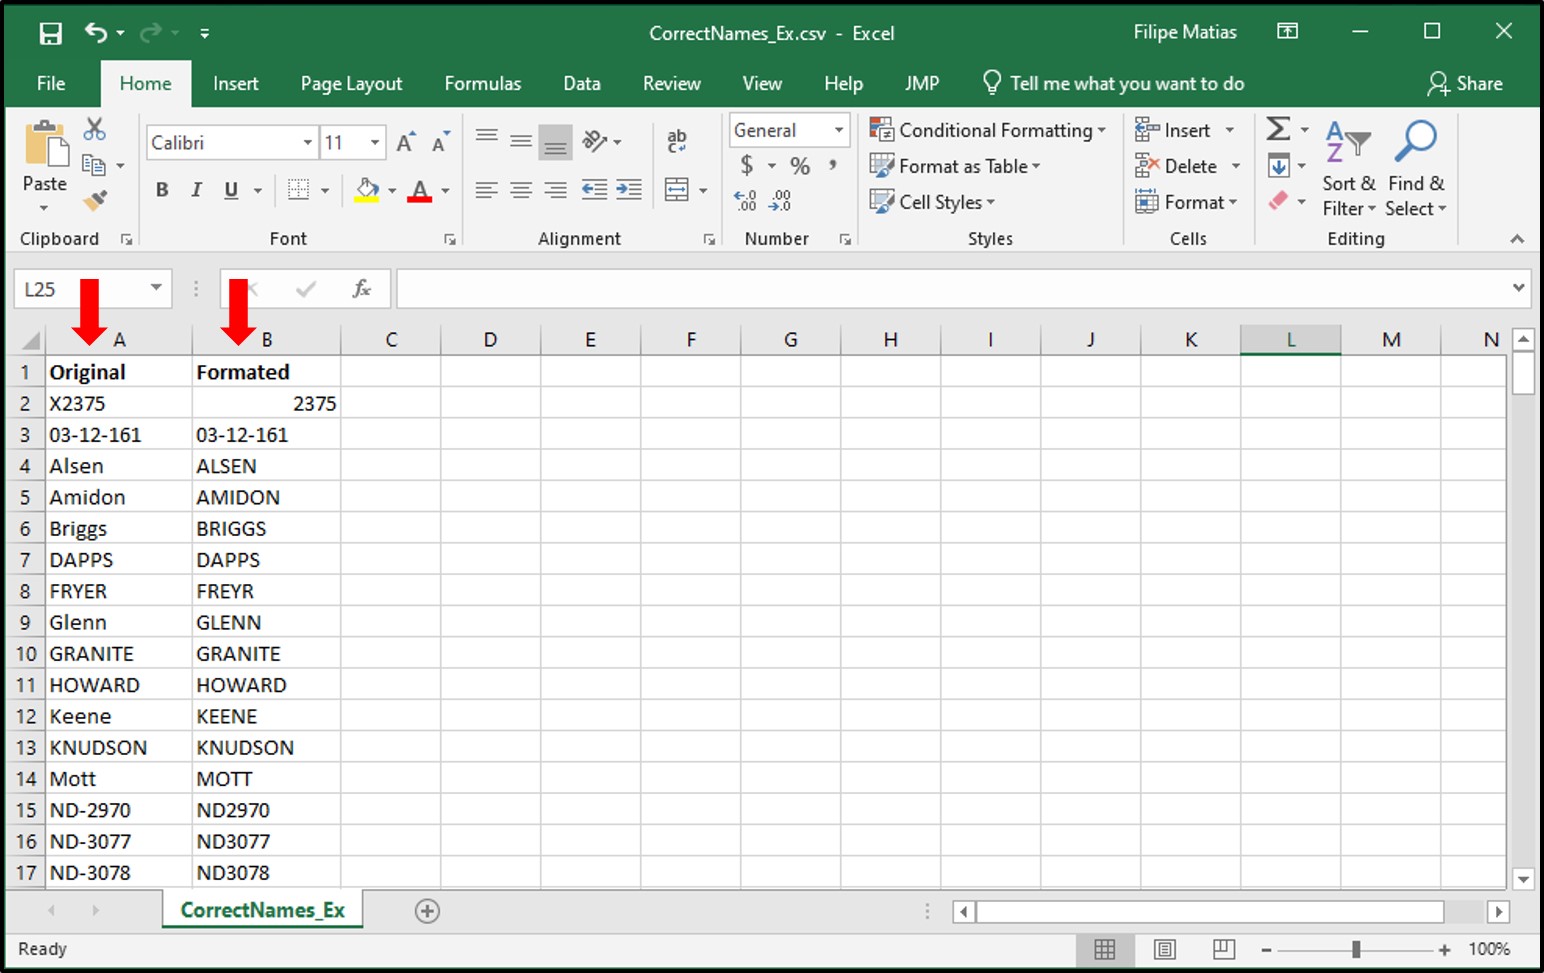 CorrectNames_Ex.csv - Excel
Filipe Matias
File Home Insert Page Layout Formulas Data Review View Help JMP Tell me what you want to do Share
Paste
Clipboard
Calibri 11
B I U A
Font
ab
Alignment
General
$ % ,
Number
Conditional Formatting
Format as Table
Cell Styles
Styles
Insert
Delete
Format
Cells
Sort & Filter
Find & Select
Editing
L25 fx
A B C D E F G H I J K L M N
1 Original Formated
2 X2375 2375
3 03-12-161 03-12-161
4 Alsen ALSEN
5 Amidon AMIDON
6 Briggs BRIGGS
7 DAPPS DAPPS
8 FRYER FREYR
9 Glenn GLENN
10 GRANITE GRANITE
11 HOWARD HOWARD
12 Keene KEENE
13 KNUDSON KNUDSON
14 Mott MOTT
15 ND-2970 ND2970
16 ND-3077 ND3077
17 ND-3078 ND3078
CorrectNames_Ex
Ready 100%